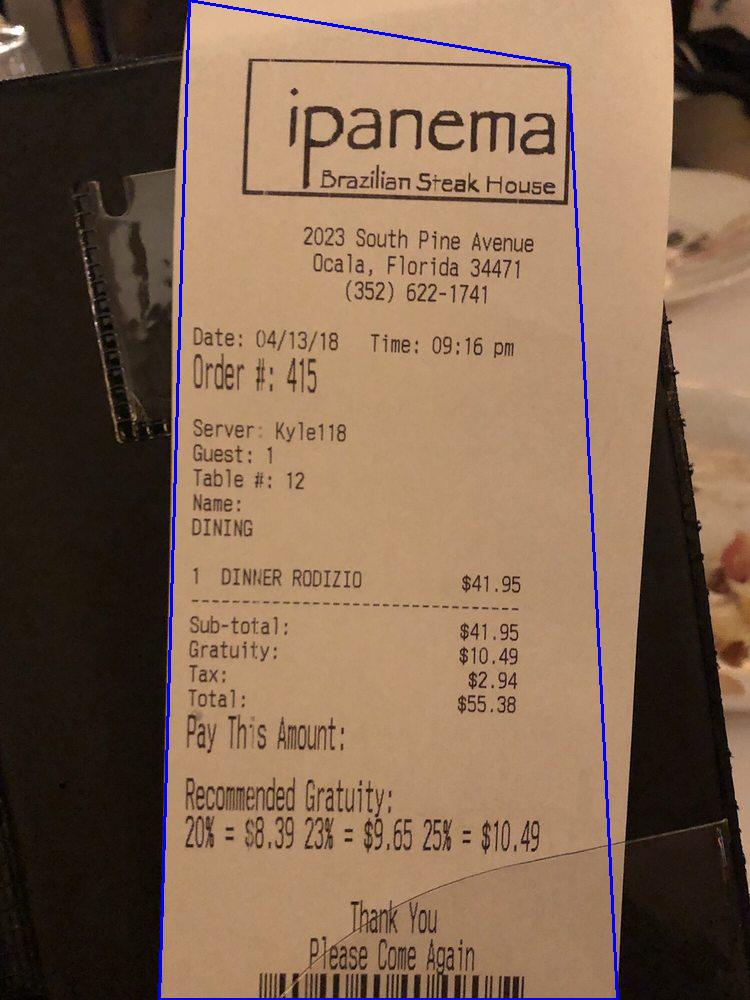 ipanema
Brazilian Steak House
2023 South Pine Avenue
Ocala, Florida 34471
(352) 622-1741
Date: 04/13/18 Time: 09:16 pm
Order #: 415
Server: Kyle118
Guest: 1
Table #: 12
Name:
DINING
1 DINNER RODIZIO $41.95
--------------------------------
Sub-total: $41.95
Gratuity: $10.49
Tax: $2.94
Total: $55.38
Pay This Amount:
Recommended Gratuity:
20% = $8.39 23% = $9.65 25% = $10.49
Thank You
Please Come Again